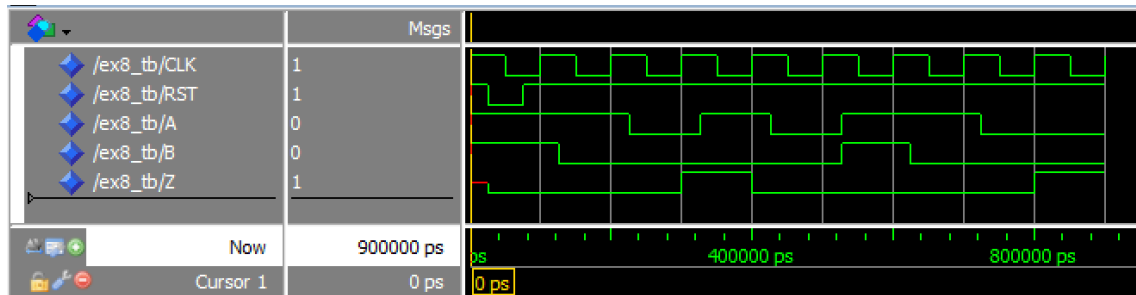 Msgs
/ex8_tb/CLK 1
/ex8_tb/RST 1
/ex8_tb/A 0
/ex8_tb/B 0
/ex8_tb/Z 1
Now 900000 ps ps 400000 ps 800000 ps
Cursor 1 0 ps 0 ps